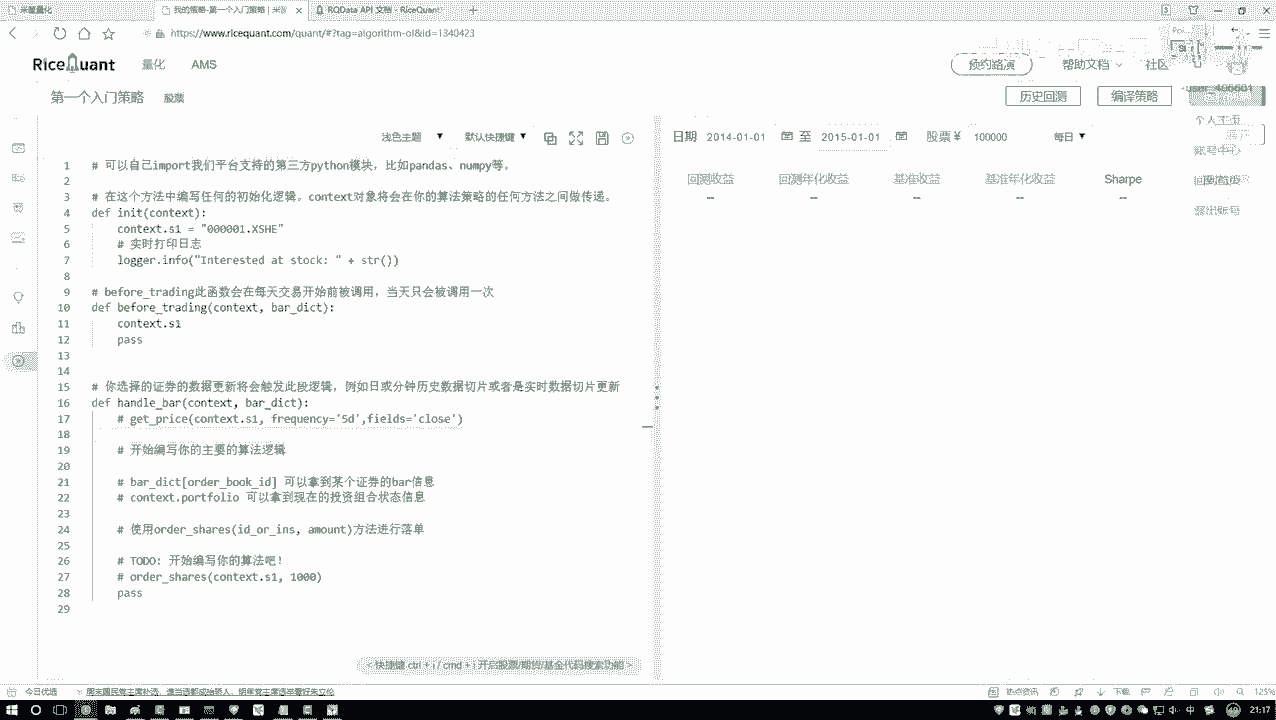 米筐量化
我的策略-第一个入门策略 | 米
RQData API 文档 - RiceQuant
https://www.ricequant.com/quant/#?tag=algorithm-ol&id=1340423
RiceQuant 量化 AMS
预约路演 帮助文档 社区
第一个入门策略 股票
历史回测 编译策略
浅色主题 默认快捷键
日期 2014-01-01 至 2015-01-01 股票 ¥ 100000 每日
回测收益 回测年化收益 基准收益 基准年化收益 Sharpe
-- -- -- -- --
1 # 可以自己import我们平台支持的第三方python模块，比如pandas、numpy等。
2
3 # 在这个方法中编写任何的初始化逻辑。context对象将会在你的算法策略的任何方法之间做传递。
4 def init(context):
5 context.s1 = "000001.XSHE"
6 # 实时打印日志
7 logger.info("Interested at stock: " + str())
8
9 # before_trading此函数会在每天交易开始前被调用，当天只会被调用一次
10 def before_trading(context, bar_dict):
11 context.s1
12 pass
13
14
15 # 你选择的证券的数据更新将会触发此段逻辑，例如日或分钟历史数据切片或者是实时数据切片更新
16 def handle_bar(context, bar_dict):
17 # get_price(context.s1, frequency='5d',fields='close')
18
19 # 开始编写你的主要的算法逻辑
20
21 # bar_dict[order_book_id] 可以拿到某个证券的bar信息
22 # context.portfolio 可以拿到现在的投资组合状态信息
23
24 # 使用order_shares(id_or_ins, amount)方法进行落单
25
26 # TODO: 开始编写你的算法吧！
27 # order_shares(context.s1, 1000)
28 pass
29
ctrl + i / cmd + i 开启股票/期货/基金代码搜索功能 >
今日优选
热点资讯 下载 125%
中 21:17